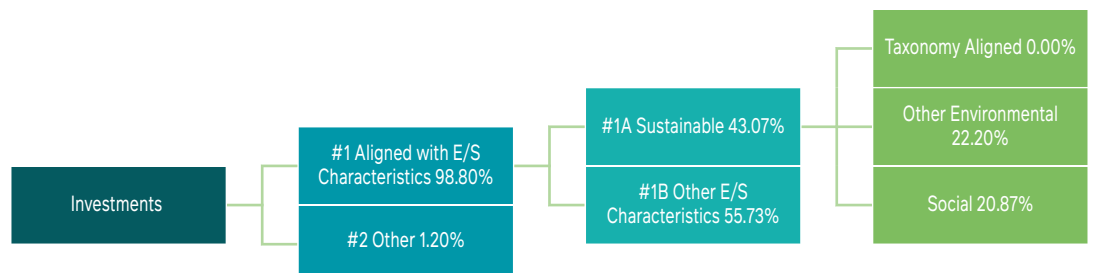 Investments
#1 Aligned with E/S
Characteristics 98.80%
#2 Other 1.20%
#1A Sustainable 43.07%
#1B Other E/S
Characteristics 55.73%
Taxonomy Aligned 0.00%
Other Environmental
22.20%
Social 20.87%